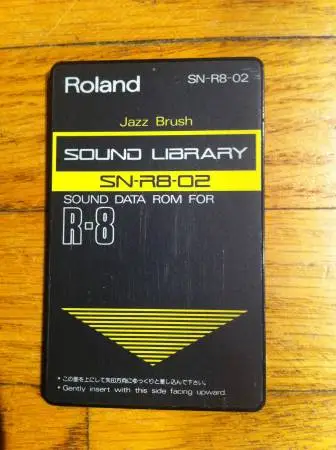 Roland SN-R8-02
Jazz Brush
SOUND LIBRARY
SN-R8-02
SOUND DATA ROM FOR
R-8
• この面を上にして矢印方向にゆっくりと差し込んで下さい。
• Gently insert with this side facing upward.